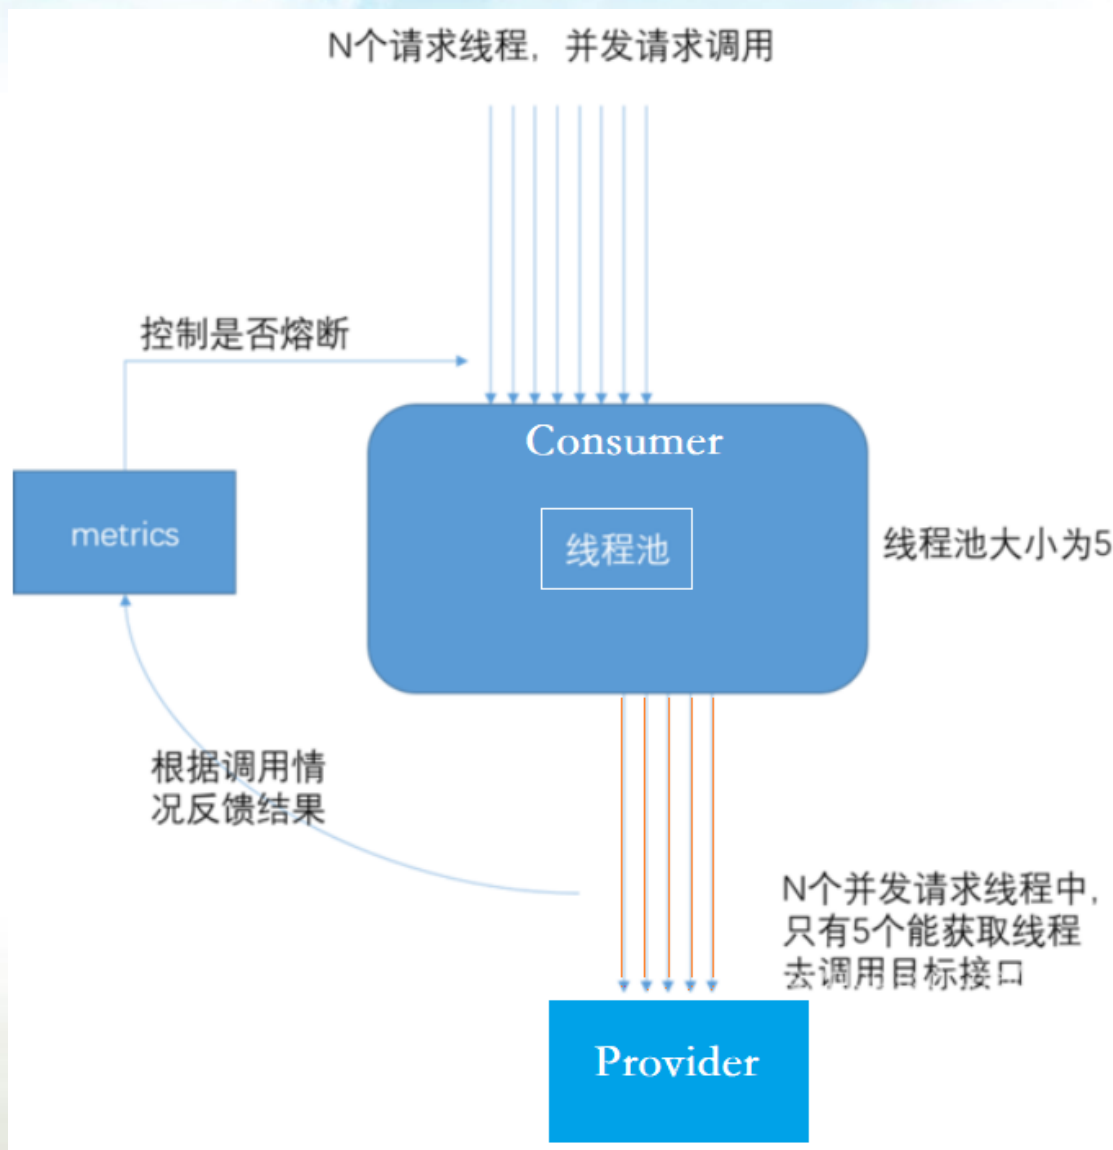 N个请求线程，并发请求调用
控制是否熔断
Consumer
metrics
线程池
线程池大小为5
根据调用情
况反馈结果
N个并发请求线程中，
只有5个能获取线程
去调用目标接口
Provider